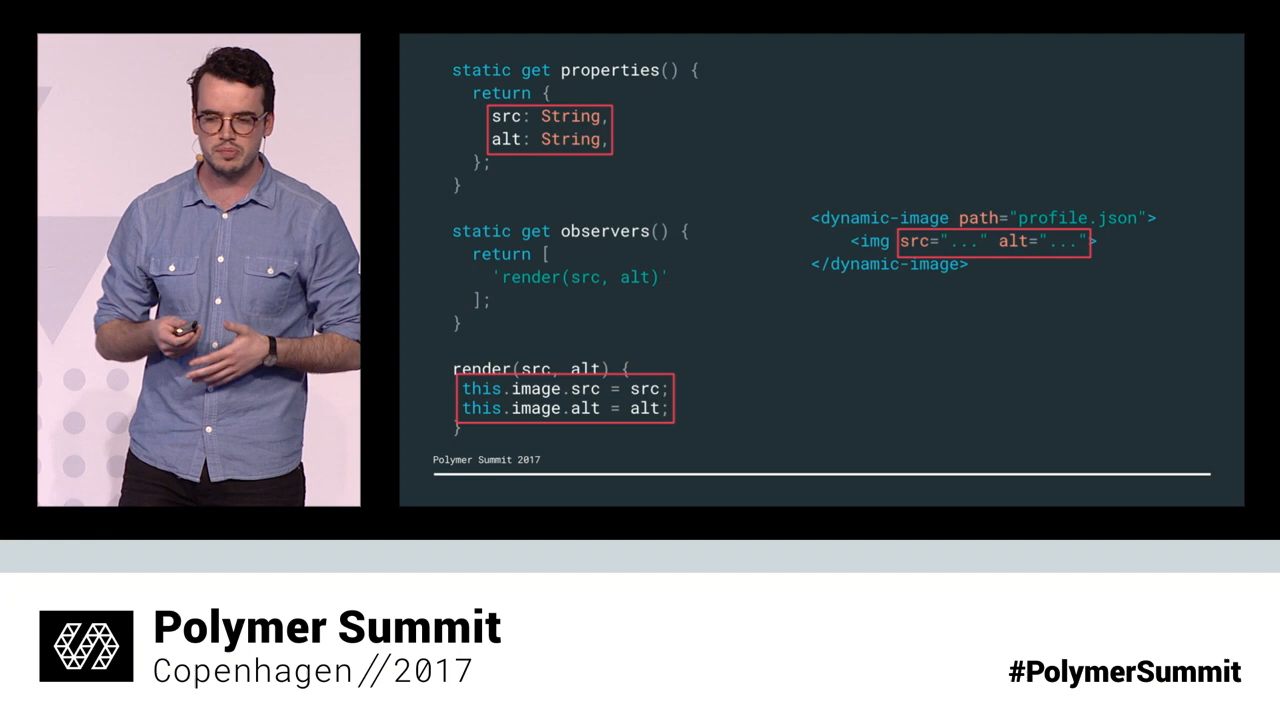 static get properties() {
return {
src: String,
alt: String,
};
}
static get observers() {
return [
'render(src, alt)'
];
}
render(src, alt) {
this.image.src = src;
this.image.alt = alt;
}
<dynamic-image path="profile.json">
<img src="..." alt="...">
</dynamic-image>
Polymer Summit 2017
Polymer Summit
Copenhagen//2017
#PolymerSummit